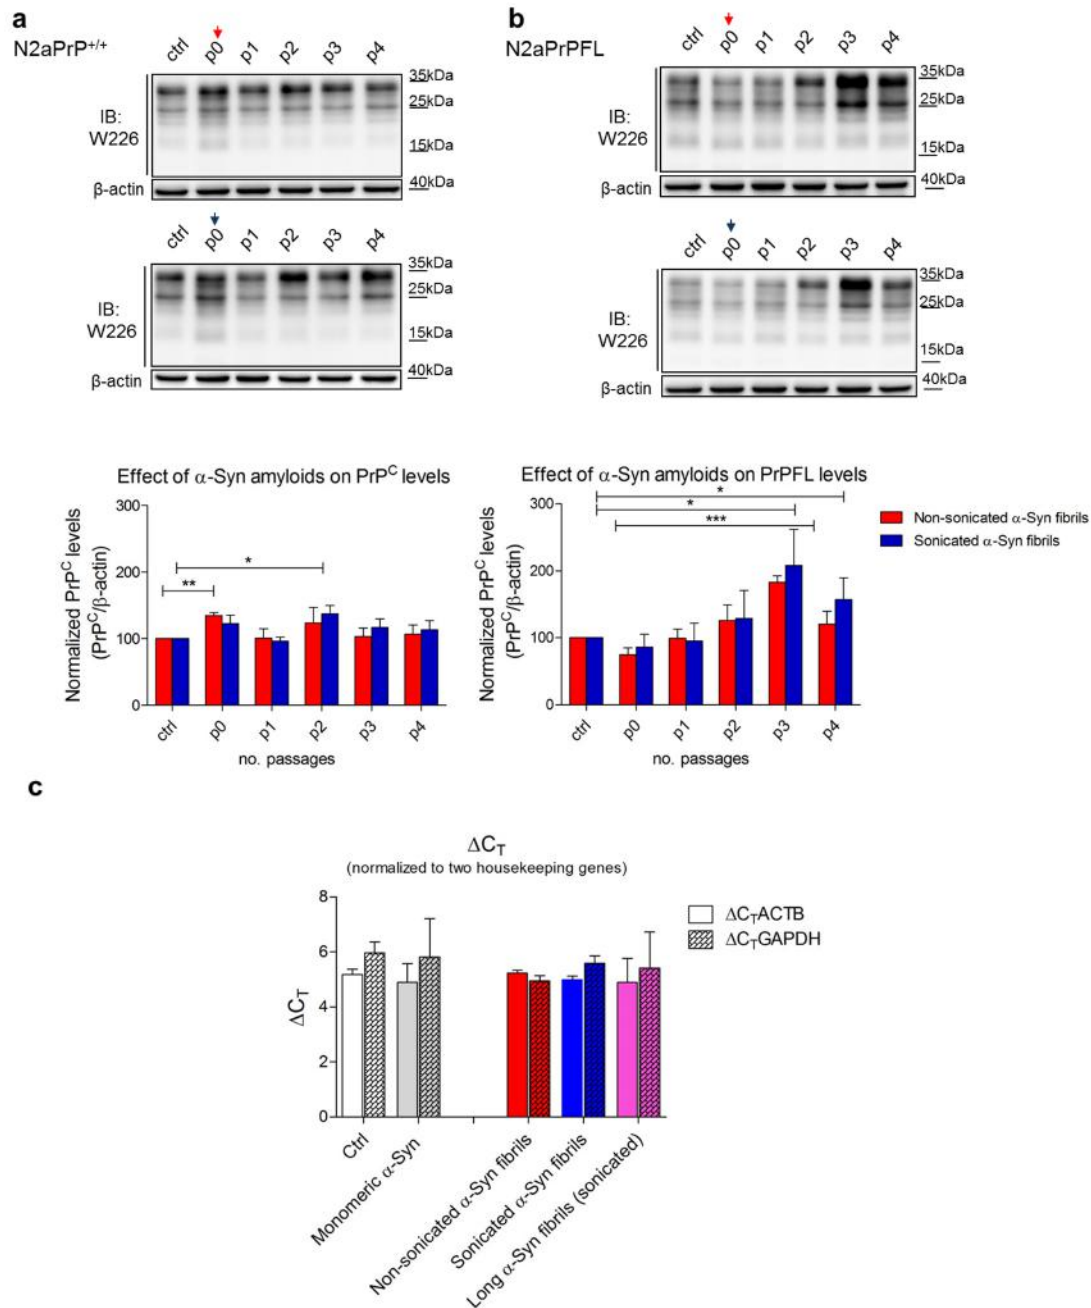 a
N2aPrP+/+
ctrl p0 p1 p2 p3 p4
35kDa
25kDa
IB:
W226
15kDa
β-actin
40kDa
ctrl p0 p1 p2 p3 p4
35kDa
25kDa
IB:
W226
15kDa
β-actin
40kDa
b
N2aPrPFL
ctrl p0 p1 p2 p3 p4
35kDa
25kDa
IB:
W226
15kDa
β-actin
40kDa
ctrl p0 p1 p2 p3 p4
35kDa
25kDa
IB:
W226
15kDa
β-actin
40kDa
Effect of α-Syn amyloids on PrPC levels
Normalized PrPC levels
(PrPC/β-actin)
300
200
100
0
**
*
ctrl p0 p1 p2 p3 p4
no. passages
Effect of α-Syn amyloids on PrPFL levels
Normalized PrPC levels
(PrPC/β-actin)
300
200
100
0
*
*
***
ctrl p0 p1 p2 p3 p4
no. passages
Non-sonicated α-Syn fibrils
Sonicated α-Syn fibrils
c
ΔCT
(normalized to two housekeeping genes)
ΔCT
8
6
4
2
0
ΔCTACTB
ΔCTGAPDH
Ctrl
Monomeric α-Syn
Non-sonicated α-Syn fibrils
Sonicated α-Syn fibrils
Long α-Syn fibrils (sonicated)